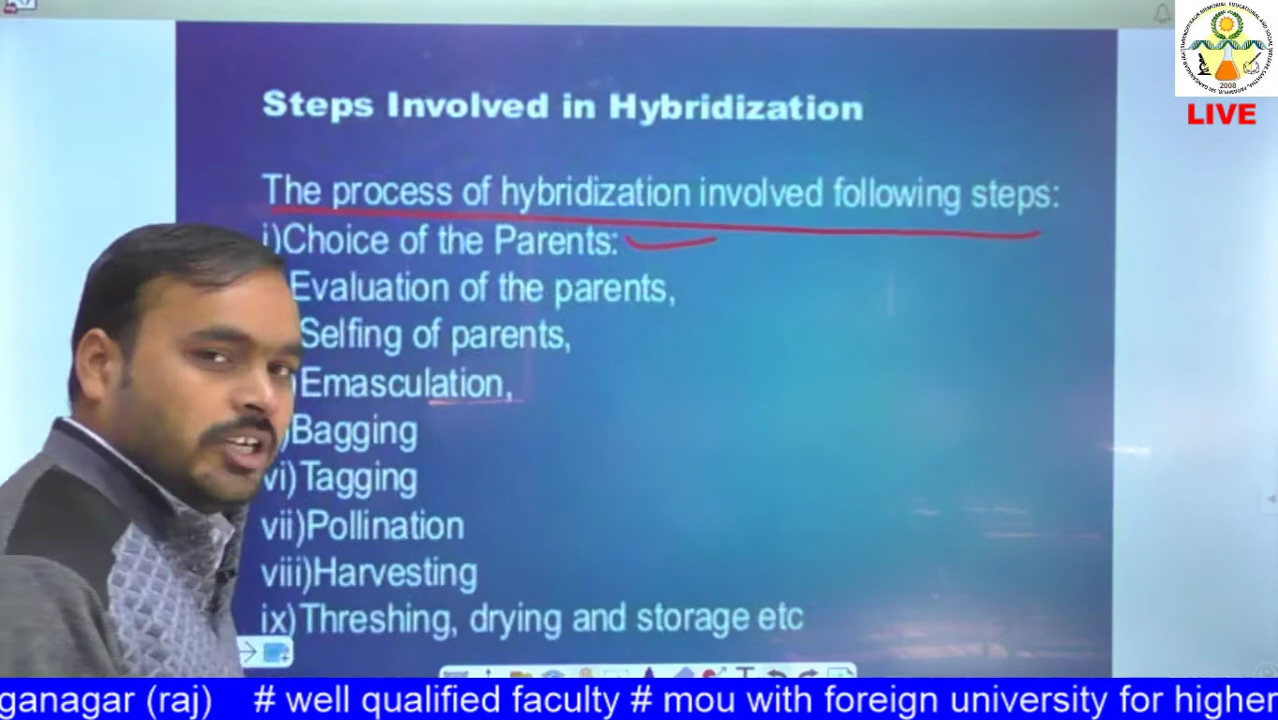 LIVE
2008
Steps Involved in Hybridization
The process of hybridization involved following steps:
i)Choice of the Parents:
Evaluation of the parents,
Selfing of parents,
)Emasculation,
)Bagging
vi)Tagging
vii)Pollination
viii)Harvesting
ix)Threshing, drying and storage etc
ganagar (raj) # well qualified faculty # mou with foreign university for higher